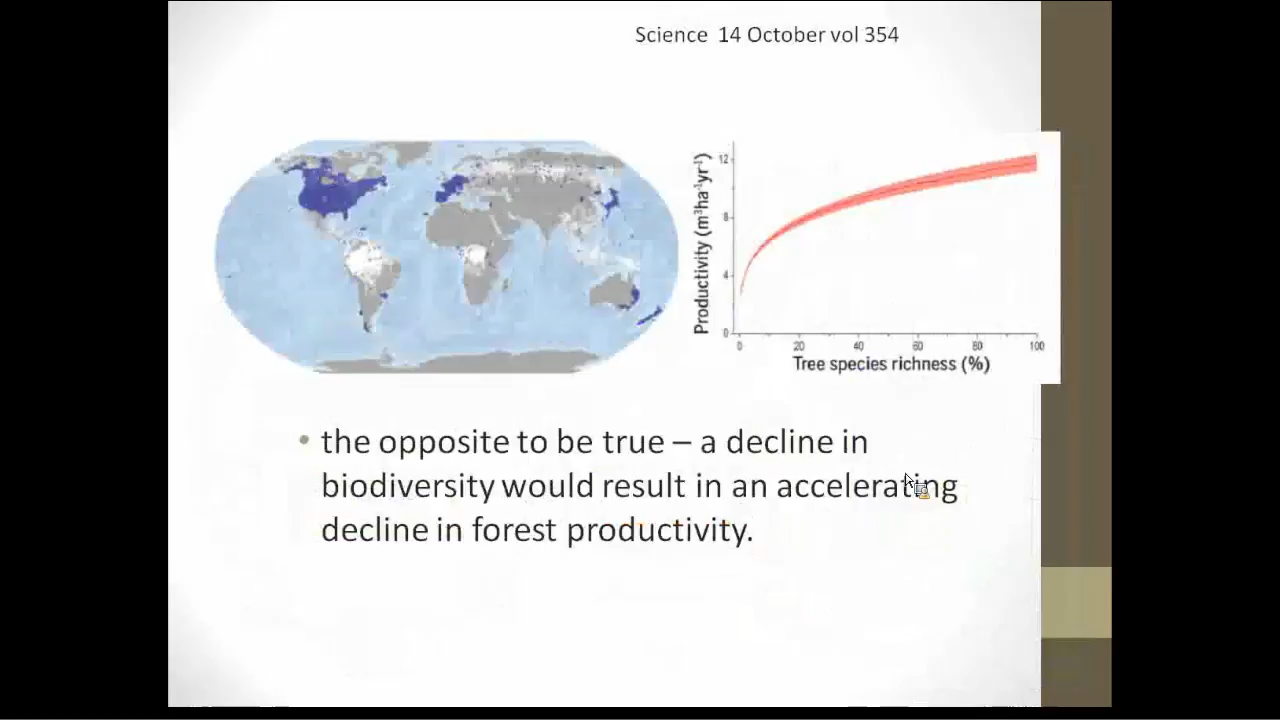 Science 14 October vol 354
Productivity (m³ha⁻¹yr⁻¹)
12
8
4
0
0 20 40 60 80 100
Tree species richness (%)
• the opposite to be true – a decline in
biodiversity would result in an accelerating
decline in forest productivity.